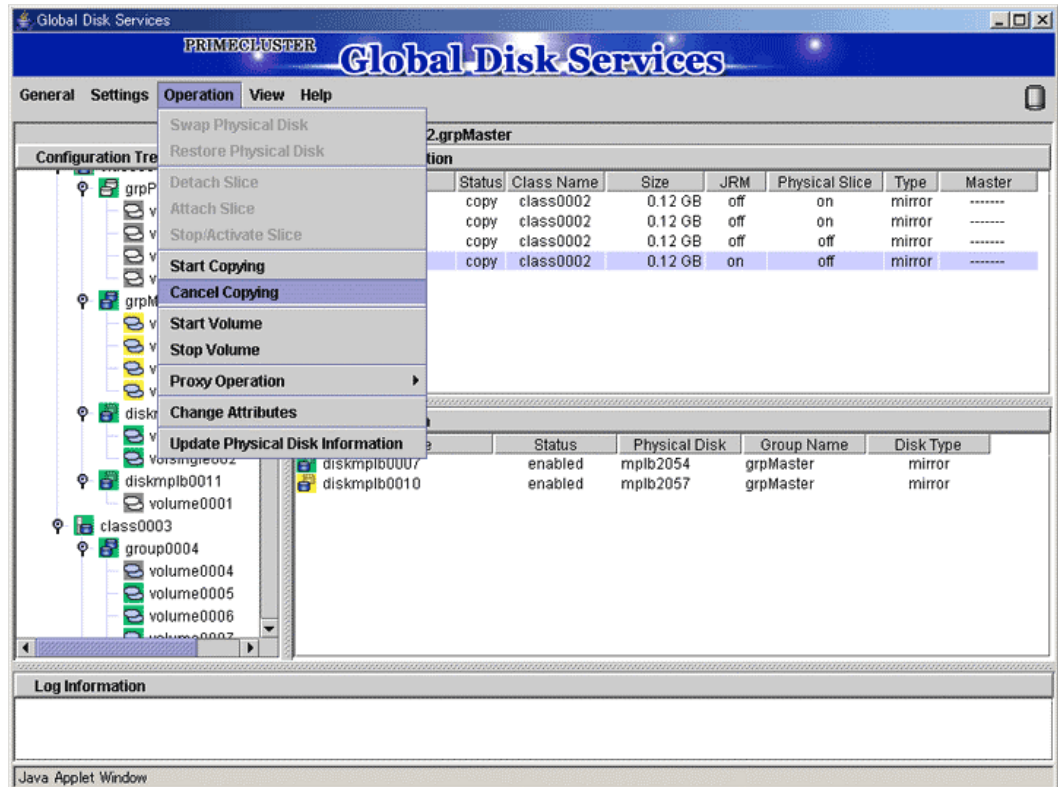 Global Disk Services
PRIMECLUSTER
Global Disk Services
General Settings Operation View Help
2.grpMaster
Configuration Tre
tion
Swap Physical Disk
Restore Physical Disk
Detach Slice
Attach Slice
Stop/Activate Slice
Start Copying
Cancel Copying
Start Volume
Stop Volume
Proxy Operation
Change Attributes
Update Physical Disk Information
grpP
v
v
v
v
grpM
v
v
v
v
diskr
v
volsingle002
diskmplb0011
volume0001
class0003
group0004
volume0004
volume0005
volume0006
volume0007
Status Class Name Size JRM Physical Slice Type Master
copy class0002 0.12 GB off on mirror -------
copy class0002 0.12 GB off on mirror -------
copy class0002 0.12 GB off off mirror -------
copy class0002 0.12 GB on off mirror -------
Status Physical Disk Group Name Disk Type
diskmplb0007 enabled mplb2054 grpMaster mirror
diskmplb0010 enabled mplb2057 grpMaster mirror
Log Information
Java Applet Window